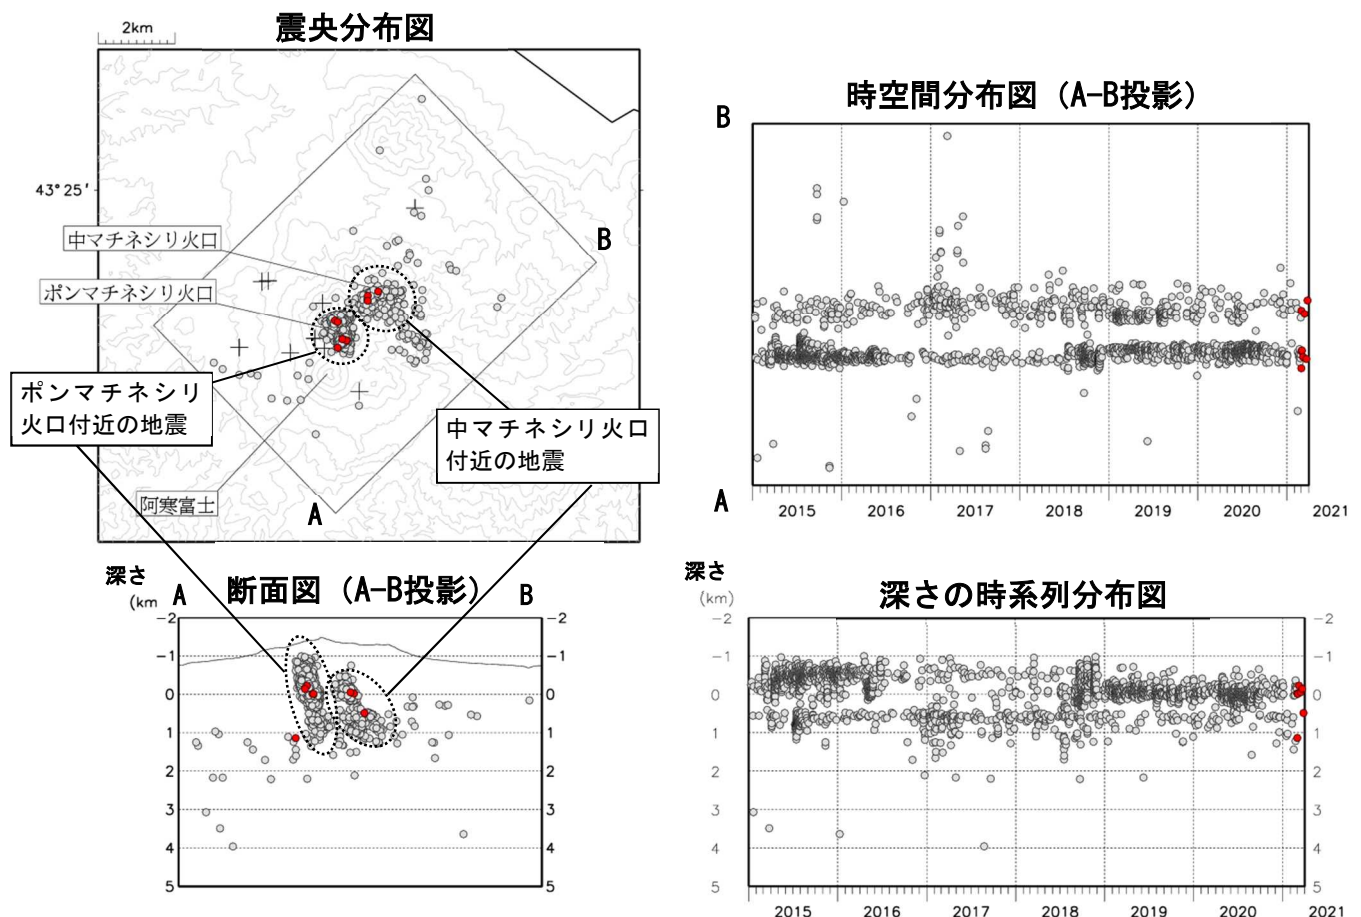 震央分布図
2km
43°25′
中マチネシリ火口
ポンマチネシリ火口
B
ポンマチネシリ
火口付近の地震
中マチネシリ火口
付近の地震
阿寒富士
A
時空間分布図（A-B投影）
B
A
2015 2016 2017 2018 2019 2020 2021
断面図（A-B投影）
深さ
(km
A
B
-2 -2
-1 -1
0 0
1 1
2 2
3 3
4 4
5 5
深さの時系列分布図
深さ
(km)
-2 -2
-1 -1
0 0
1 1
2 2
3 3
4 4
5 5
2015 2016 2017 2018 2019 2020 2021